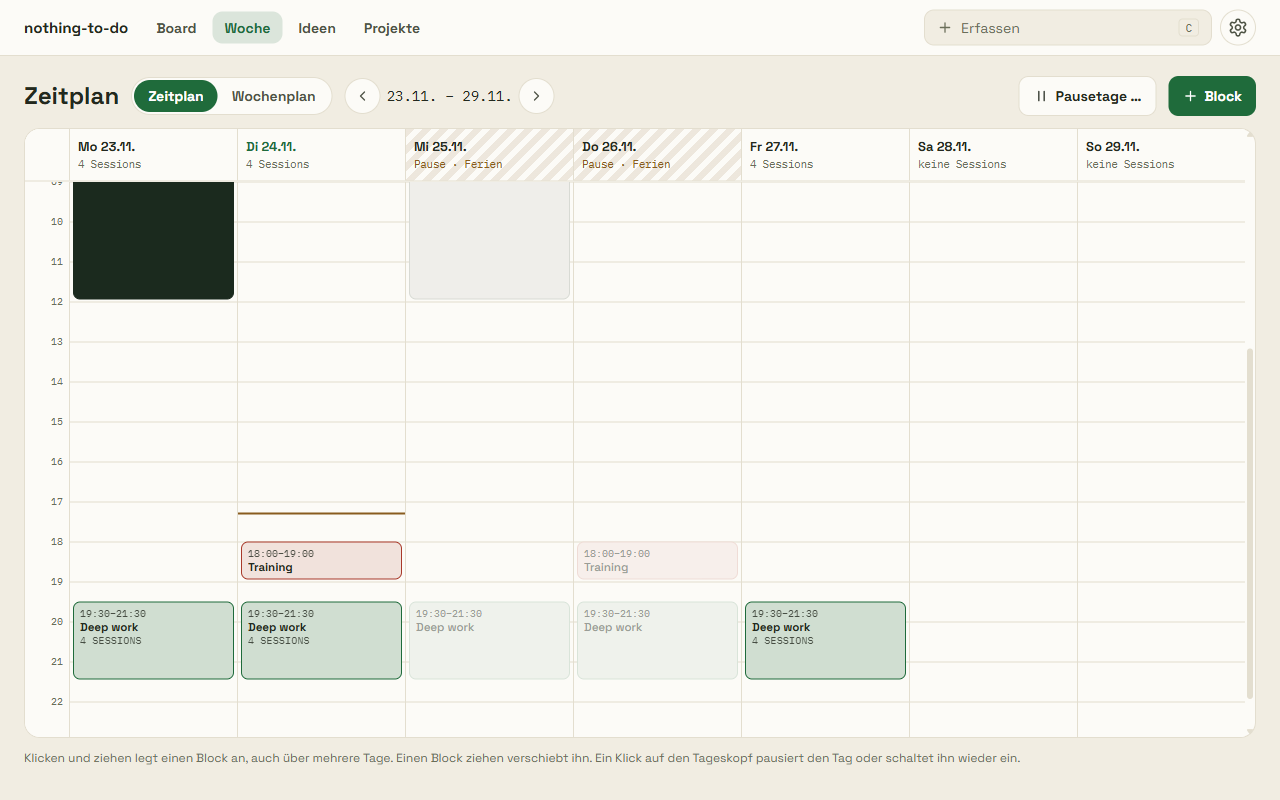 nothing-to-do
Board
Woche
Ideen
Projekte
Erfassen
C
Zeitplan
Zeitplan
Wochenplan
23.11. – 29.11.
Pausetage …
Block
Mo 23.11.
4 Sessions
Di 24.11.
4 Sessions
Mi 25.11.
Pause · Ferien
Do 26.11.
Pause · Ferien
Fr 27.11.
4 Sessions
Sa 28.11.
keine Sessions
So 29.11.
keine Sessions
09
10
11
12
13
14
15
16
17
18
19
20
21
22
18:00–19:00
Training
18:00–19:00
Training
19:30–21:30
Deep work
4 SESSIONS
19:30–21:30
Deep work
4 SESSIONS
19:30–21:30
Deep work
19:30–21:30
Deep work
19:30–21:30
Deep work
4 SESSIONS
Klicken und ziehen legt einen Block an, auch über mehrere Tage. Einen Block ziehen verschiebt ihn. Ein Klick auf den Tageskopf pausiert den Tag oder schaltet ihn wieder ein.